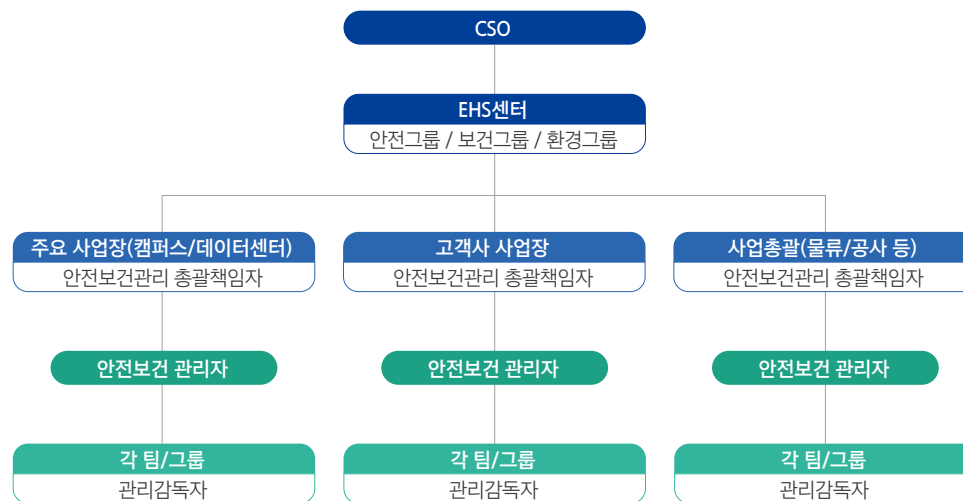 CSO
EHS센터
안전그룹 / 보건그룹 / 환경그룹
주요 사업장(캠퍼스/데이터센터)
안전보건관리 총괄책임자
고객사 사업장
안전보건관리 총괄책임자
사업총괄(물류/공사 등)
안전보건관리 총괄책임자
안전보건 관리자
안전보건 관리자
안전보건 관리자
각 팀/그룹
관리감독자
각 팀/그룹
관리감독자
각 팀/그룹
관리감독자